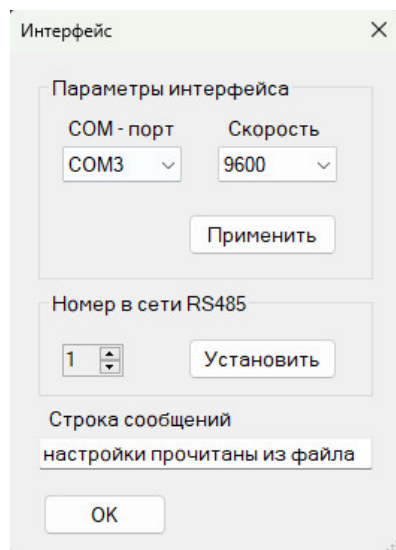 Интерфейс
Параметры интерфейса
COM - порт Скорость
COM3 9600
Применить
Номер в сети RS485
1 Установить
Строка сообщений
настройки прочитаны из файла
OK